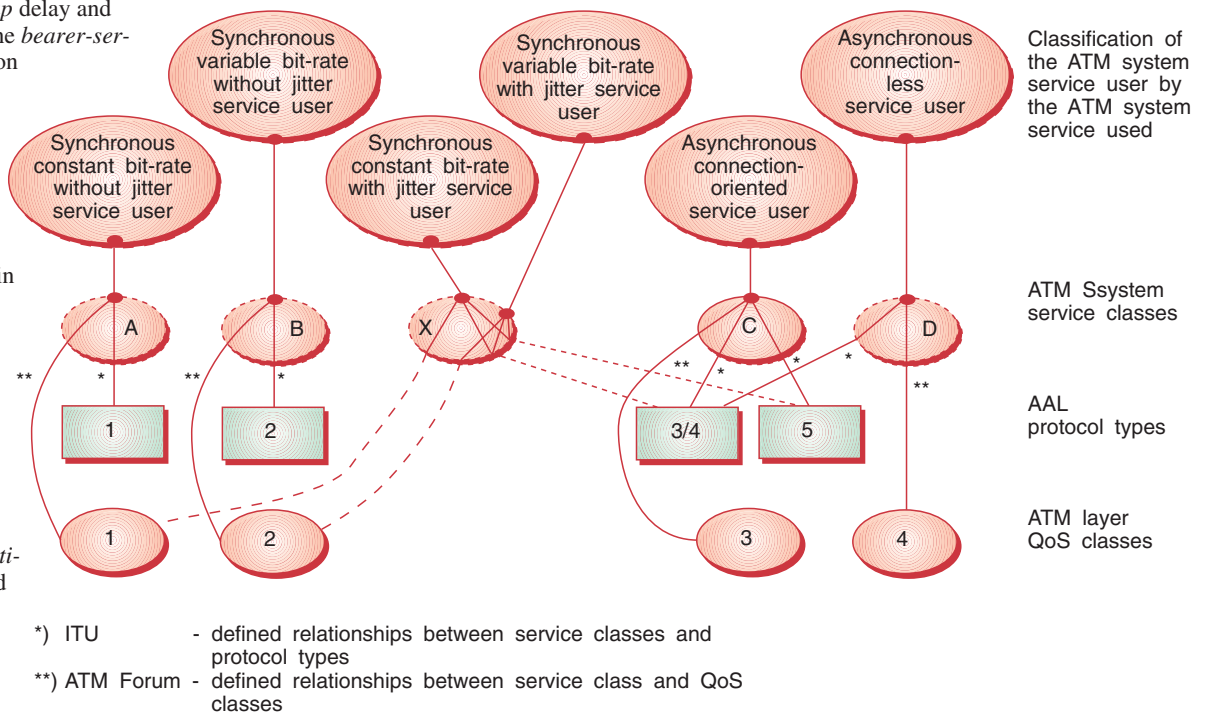 p delay and
ne bearer-ser-
on
in
ti-
d
Synchronous
variable bit-rate
without jitter
service user
Synchronous
variable bit-rate
with jitter service
user
Asynchronous
connection-
less
service user
Classification of
the ATM system
service user by
the ATM system
service used
Synchronous
constant bit-rate
without jitter
service user
Synchronous
constant bit-rate
with jitter service
user
Asynchronous
connection-
oriented
service user
A
B
X
C
D
ATM Ssystem
service classes
**
*
**
*
**
*
*
*
**
1
2
3/4
5
AAL
protocol types
1
2
3
4
ATM layer
QoS classes
*) ITU - defined relationships between service classes and
protocol types
**) ATM Forum - defined relationships between service class and QoS
classes